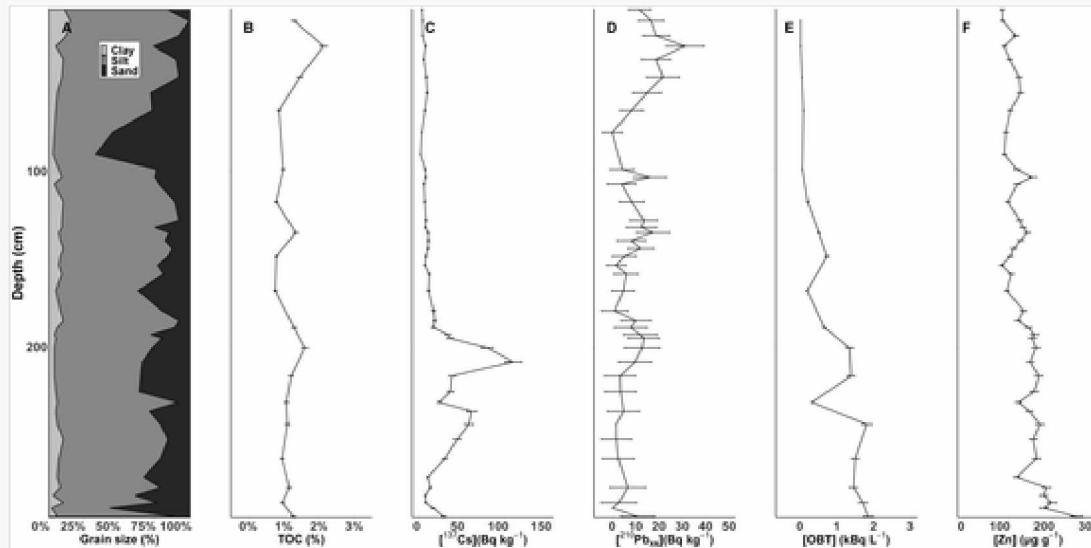 A B C D E F
Clay
Silt
Sand
100
200
Depth (cm)
0% 25% 50% 75% 100% 0% 1% 2% 3% 0 50 100 150 0 10 20 30 40 50 0 1 2 3 0 100 200 300
Grain size (%) TOC (%) [¹³⁷Cs](Bq kg⁻¹) [²¹⁰Pbₓₛ](Bq kg⁻¹) [OBT] (kBq L⁻¹) [Zn] (µg g⁻¹)